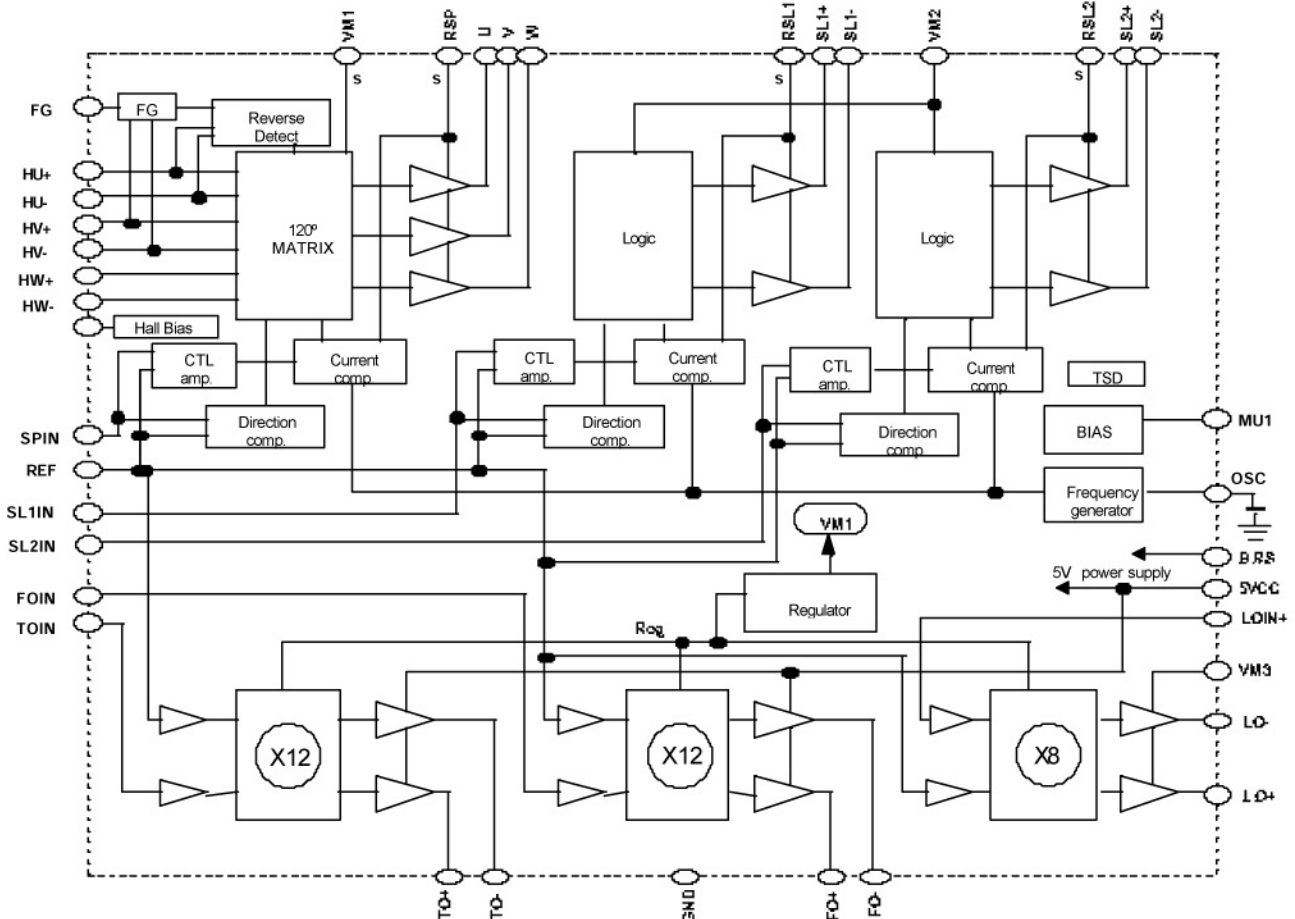 VM1
RSP
U
V
W
RSL1
SL1+
SL1-
VM2
RSL2
SL2+
SL2-
S
S
S
S
FG
FG
Reverse
Detect
HU+
HU-
HV+
HV-
HW+
HW-
120º
MATRIX
Logic
Logic
Hall Bias
CTL
amp.
Current
comp.
CTL
amp.
Current
comp.
CTL
amp.
Current
comp.
TSD
Direction
comp.
Direction
comp.
Direction
comp.
BIAS
MU1
SPIN
REF
SL1IN
SL2IN
Frequency
generator
OSC
VM1
B.RS
5V power supply
5VCC
FOIN
TOIN
Regulator
LOIN+
Reg
VM3
X12
X12
X8
LO-
LO+
TO+
TO-
GND
FO+
FO-